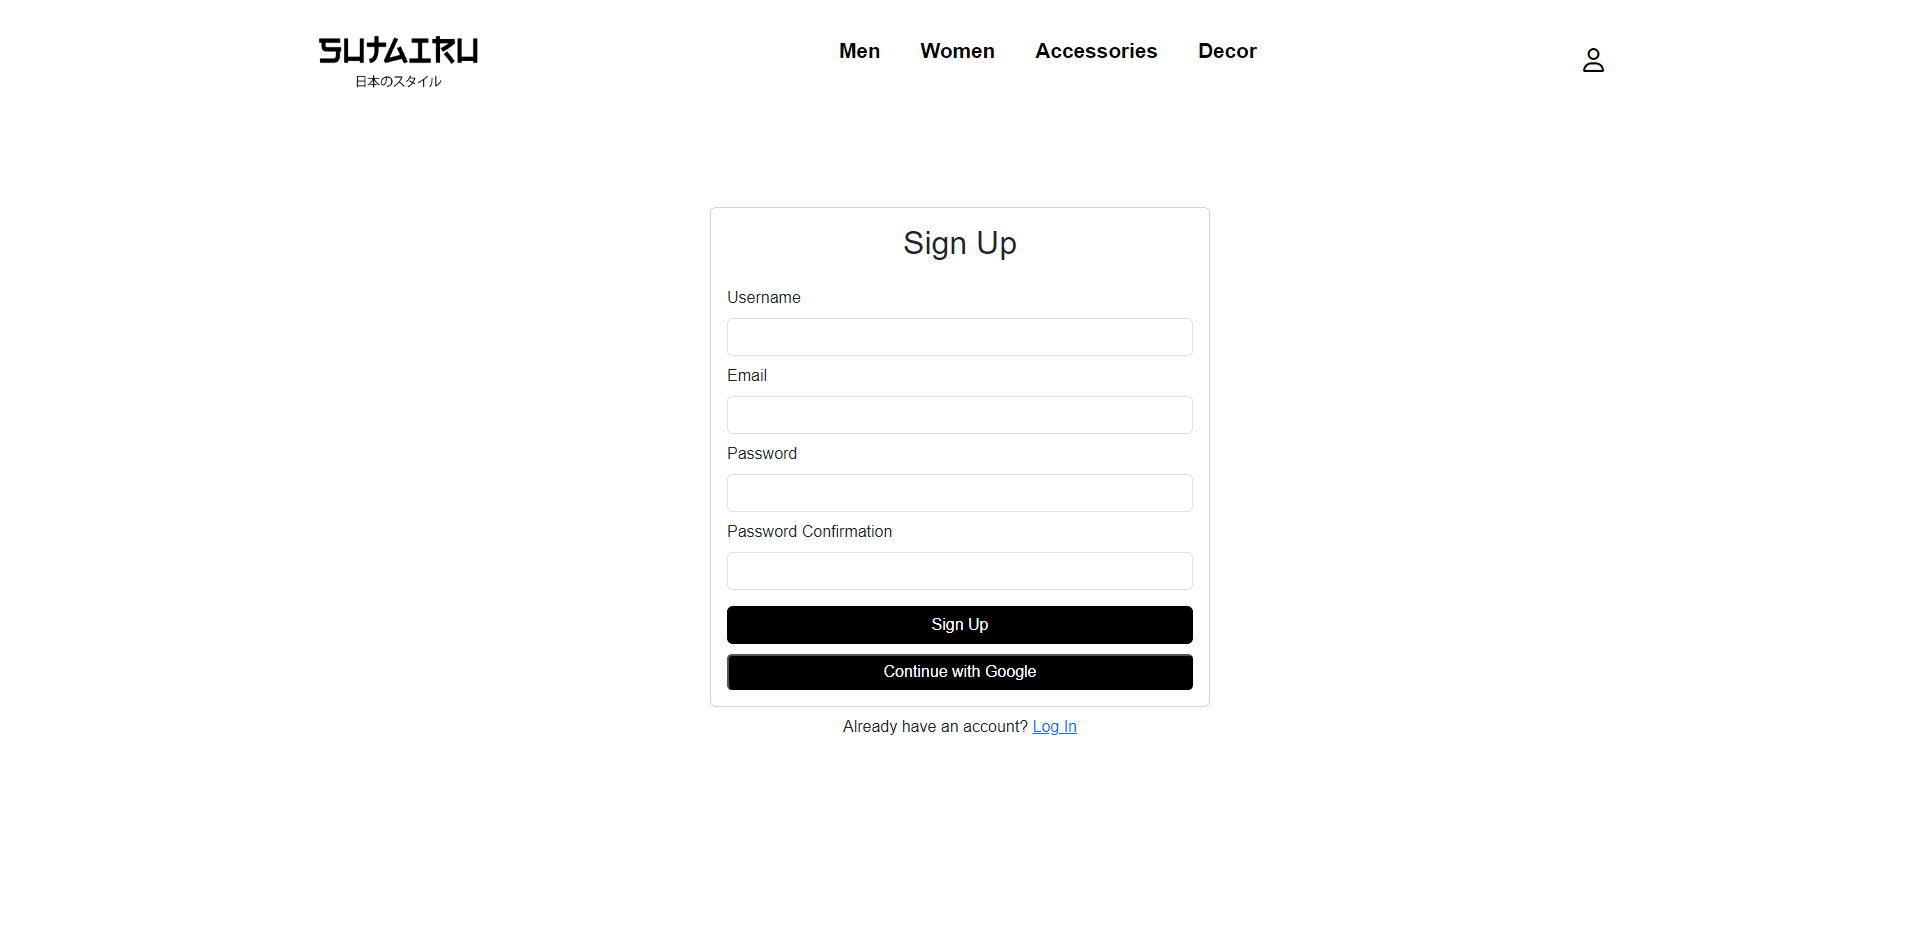 SUTAIRU
日本のスタイル
Men Women Accessories Decor
Sign Up
Username
Email
Password
Password Confirmation
Sign Up
Continue with Google
Already have an account? Log In